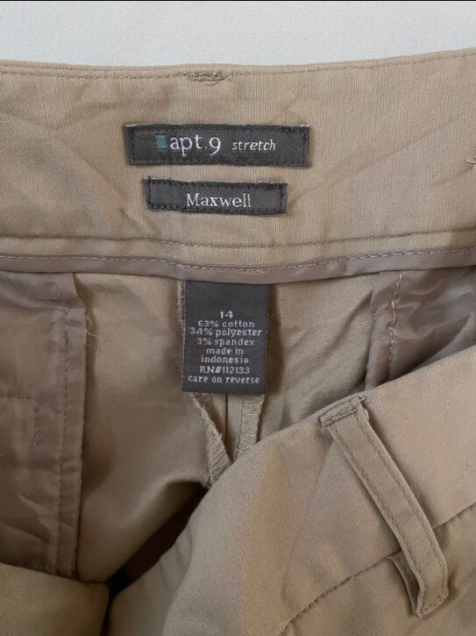 apt.9 stretch
Maxwell
14
63% cotton
34% polyester
3% spandex
made in
indonesia
RN#112133
care on reverse